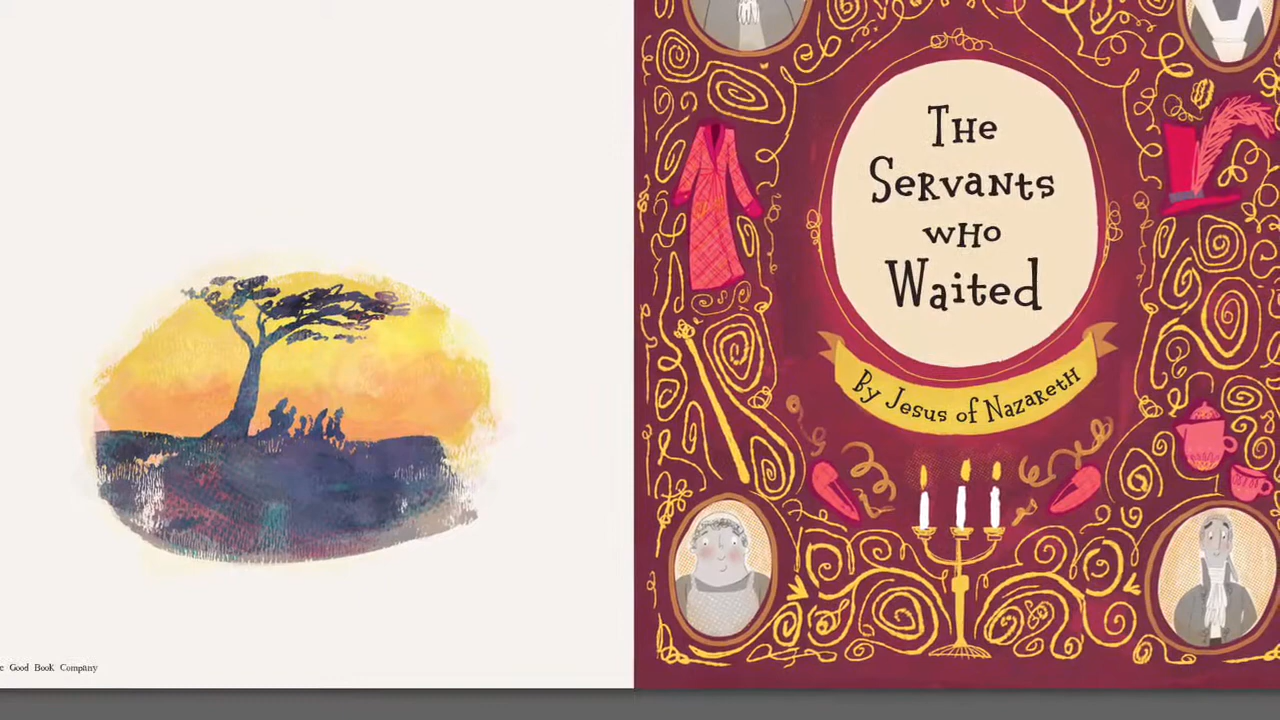 Good Book Company
The
Servants
who
Waited
By Jesus of Nazareth